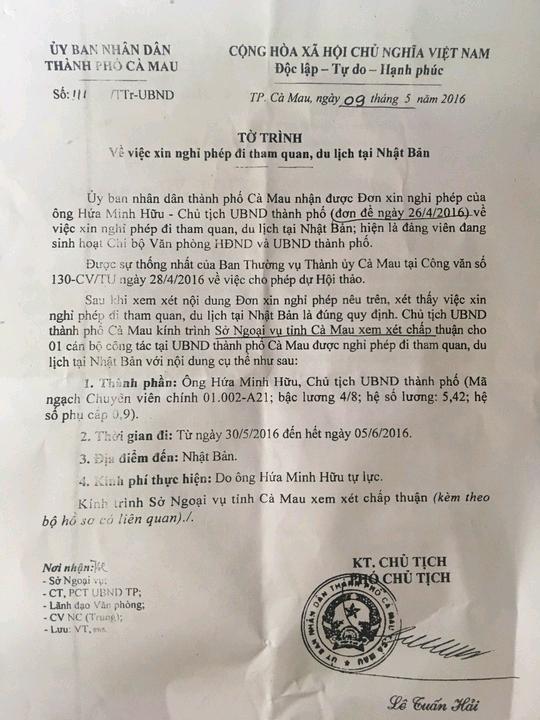 ỦY BAN NHÂN DÂN
THÀNH PHỐ CÀ MAU
CỘNG HÒA XÃ HỘI CHỦ NGHĨA VIỆT NAM
Độc lập – Tự do – Hạnh phúc
Số: 111 /TTr-UBND
TP. Cà Mau, ngày 09 tháng 5 năm 2016
TỜ TRÌNH
Về việc xin nghỉ phép đi tham quan, du lịch tại Nhật Bản
Ủy ban nhân dân thành phố Cà Mau nhận được Đơn xin nghỉ phép của
ông Hứa Minh Hữu - Chủ tịch UBND thành phố (đơn đề ngày 26/4/2016) về
việc xin nghỉ phép đi tham quan, du lịch tại Nhật Bản; hiện là đảng viên đang
sinh hoạt Chi bộ Văn phòng HĐND và UBND thành phố.
Được sự thống nhất của Ban Thường vụ Thành ủy Cà Mau tại Công văn số
130-CV/TU ngày 28/4/2016 về việc cho phép dự Hội thảo.
Sau khi xem xét nội dung Đơn xin nghỉ phép nêu trên, xét thấy việc xin
nghỉ phép đi tham quan, du lịch tại Nhật Bản là đúng quy định. Chủ tịch UBND
thành phố Cà Mau kính trình Sở Ngoại vụ tỉnh Cà Mau xem xét chấp thuận cho
01 cán bộ công tác tại UBND thành phố Cà Mau được nghỉ phép đi tham quan, du
lịch tại Nhật Bản với nội dung cụ thể như sau:
1. Thành phần: Ông Hứa Minh Hữu, Chủ tịch UBND thành phố (Mã
ngạch Chuyên viên chính 01.002-A21; bậc lương 4/8; hệ số lương: 5,42; hệ
số phụ cấp 0,9).
2. Thời gian đi: Từ ngày 30/5/2016 đến hết ngày 05/6/2016.
3. Địa điểm đến: Nhật Bản.
4. Kinh phí thực hiện: Do ông Hứa Minh Hữu tự lực.
Kính trình Sở Ngoại vụ tỉnh Cà Mau xem xét chấp thuận (kèm theo
bộ hồ sơ có liên quan)./.
Nơi nhận:
- Sở Ngoại vụ;
- CT, PCT UBND TP;
- Lãnh đạo Văn phòng;
- CV NC (Trung);
- Lưu: VT,
KT. CHỦ TỊCH
PHÓ CHỦ TỊCH
ỦY BAN NHÂN DÂN THÀNH PHỐ CÀ MAU
Lê Tuấn Hải